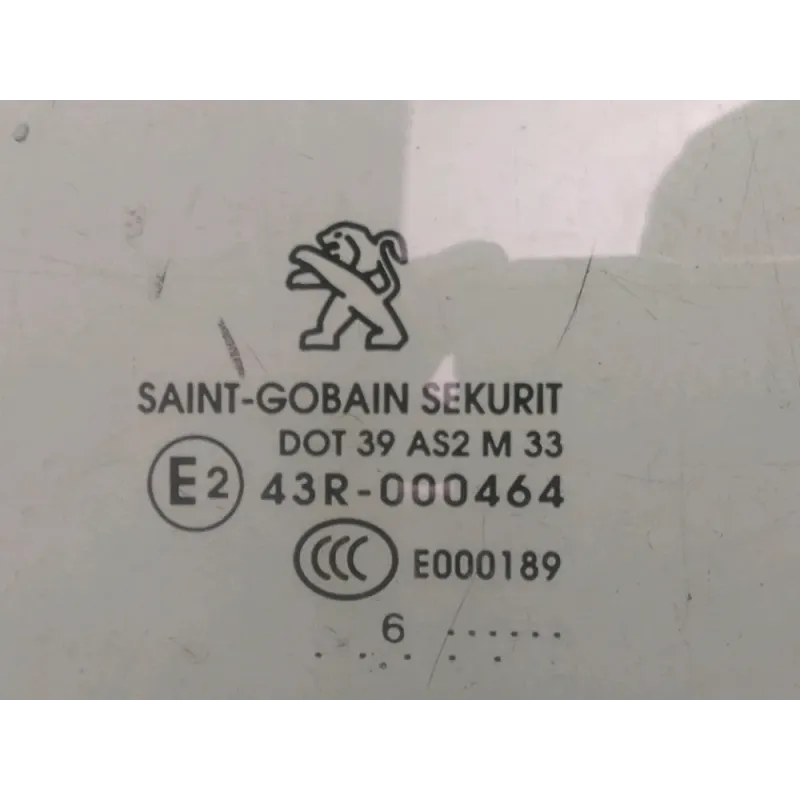 SAINT-GOBAIN SEKURIT
DOT 39 AS2 M 33
E2 43R-000464
CCC E000189
6 ......